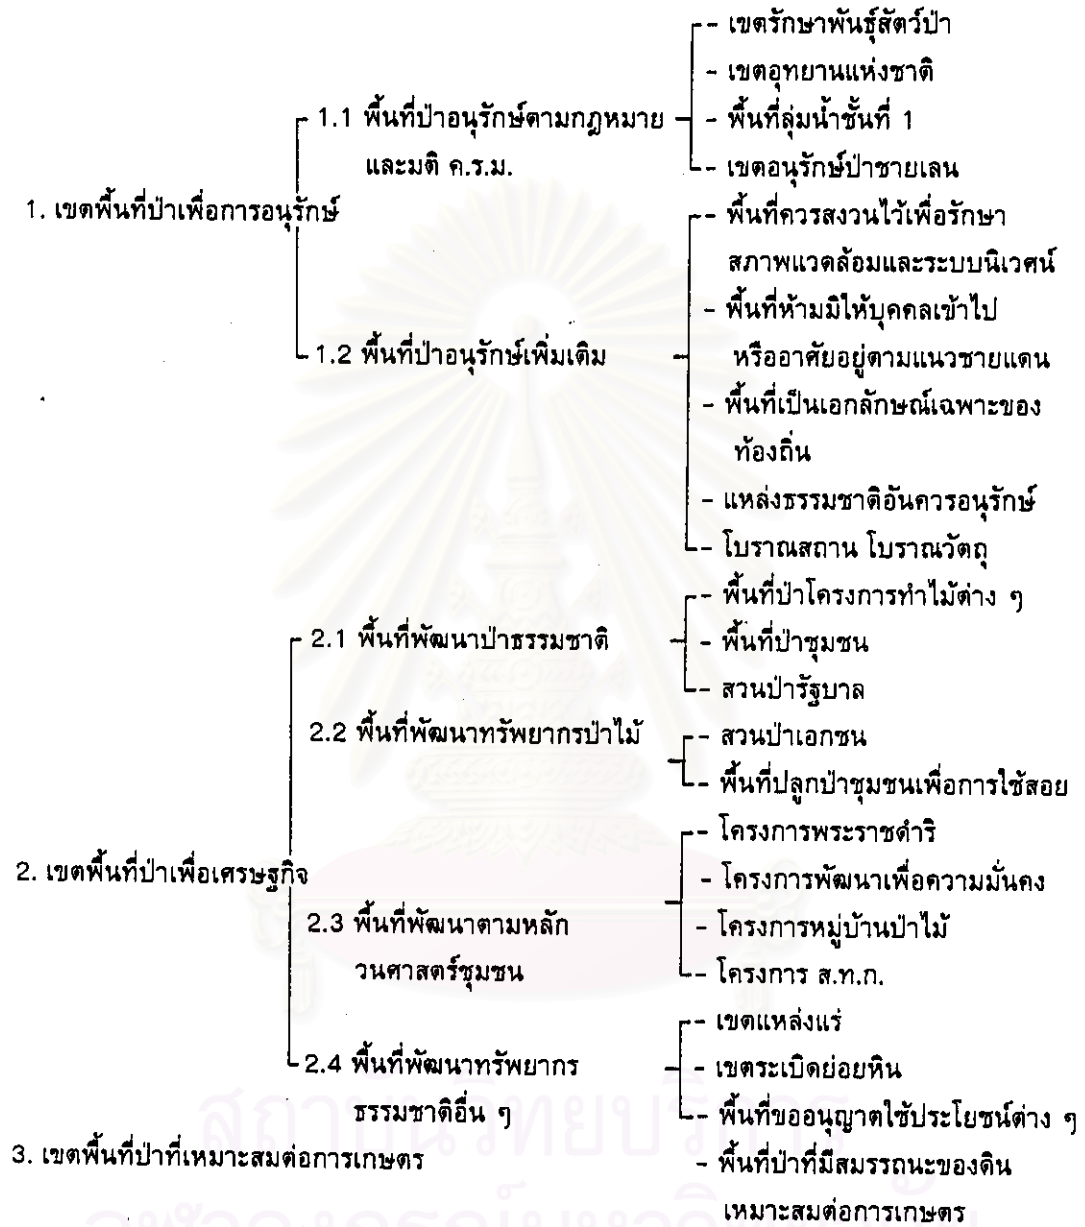 - เขตรักษาพันธุ์สัตว์ป่า
- เขตอุทยานแห่งชาติ
1.1 พื้นที่ป่าอนุรักษ์ตามกฎหมาย - พื้นที่ลุ่มน้ำชั้นที่ 1
และมติ ค.ร.ม. - เขตอนุรักษ์ป่าชายเลน
1. เขตพื้นที่ป่าเพื่อการอนุรักษ์ - พื้นที่ควรสงวนไว้เพื่อรักษา
สภาพแวดล้อมและระบบนิเวศน์
- พื้นที่ห้ามมิให้บุคคลเข้าไป
1.2 พื้นที่ป่าอนุรักษ์เพิ่มเติม หรืออาศัยอยู่ตามแนวชายแดน
- พื้นที่เป็นเอกลักษณ์เฉพาะของ
ท้องถิ่น
- แหล่งธรรมชาติอันควรอนุรักษ์
- โบราณสถาน โบราณวัตถุ
- พื้นที่ป่าโครงการทำไม้ต่าง ๆ
2.1 พื้นที่พัฒนาป่าธรรมชาติ - พื้นที่ป่าชุมชน
- สวนป่ารัฐบาล
2.2 พื้นที่พัฒนาทรัพยากรป่าไม้ - สวนป่าเอกชน
- พื้นที่ปลูกป่าชุมชนเพื่อการใช้สอย
- โครงการพระราชดำริ
2. เขตพื้นที่ป่าเพื่อเศรษฐกิจ - โครงการพัฒนาเพื่อความมั่นคง
2.3 พื้นที่พัฒนาตามหลัก - โครงการหมู่บ้านป่าไม้
วนศาสตร์ชุมชน - โครงการ ส.ท.ก.
- เขตแหล่งแร่
2.4 พื้นที่พัฒนาทรัพยากร - เขตระเบิดย่อยหิน
ธรรมชาติอื่น ๆ - พื้นที่ขออนุญาตใช้ประโยชน์ต่าง ๆ
สถาบันวิทยบริการ
3. เขตพื้นที่ป่าที่เหมาะสมต่อการเกษตร - พื้นที่ป่าที่มีสมรรถนะของดิน
เหมาะสมต่อการเกษตร